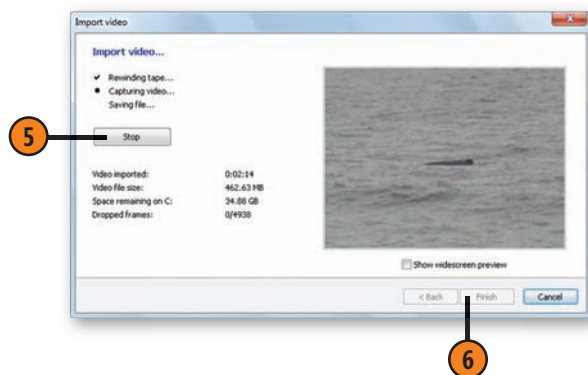 Import video
Import video...
Rewinding tape...
Capturing video...
Saving file...
5
Stop
Video imported: 0:02:14
Video file size: 462.63 MB
Space remaining on C: 34.88 GB
Dropped frames: 0/4938
Show widescreen preview
< Back Finish Cancel
6